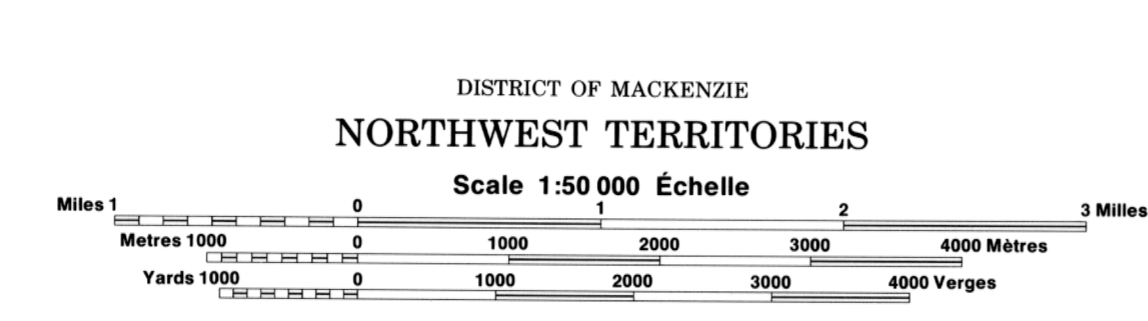 DISTRICT OF MACKENZIE
NORTHWEST TERRITORIES
Scale 1:50 000 Échelle
Miles 1 0 1 2 3 Milles
Metres 1000 0 1000 2000 3000 4000 Mètres
Yards 1000 0 1000 2000 3000 4000 Verges